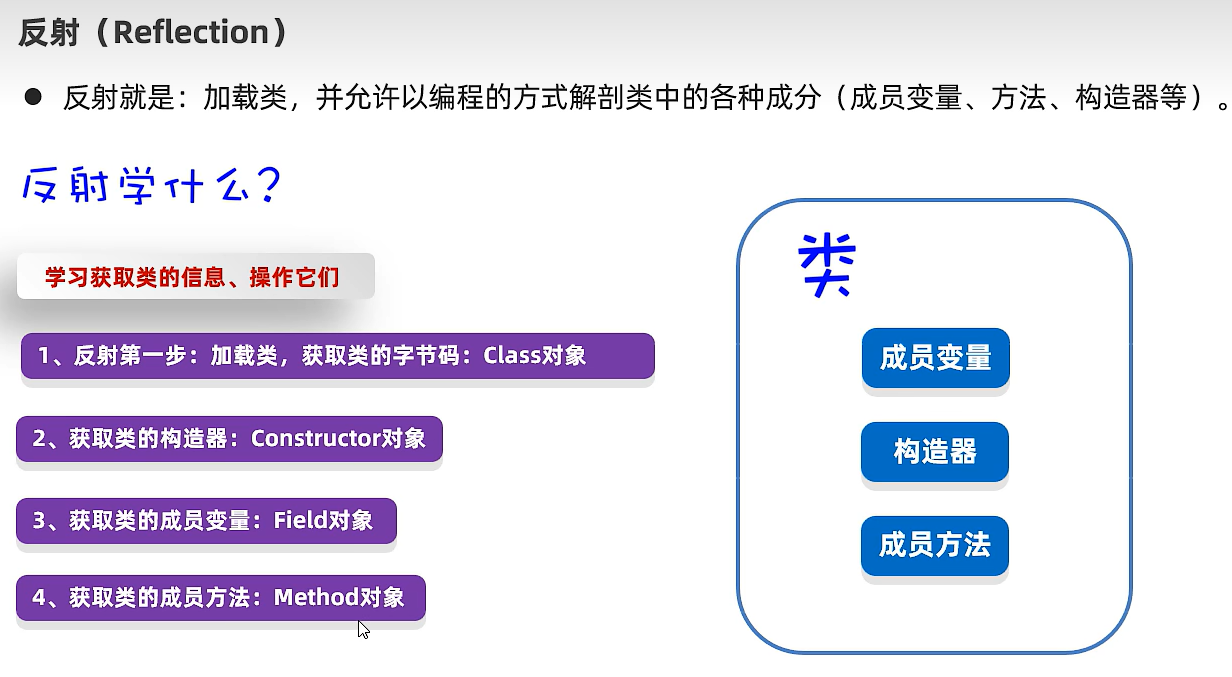 反射（Reflection）
● 反射就是：加载类，并允许以编程的方式解剖类中的各种成分（成员变量、方法、构造器等）。
反射学什么?
学习获取类的信息、操作它们
1、反射第一步：加载类，获取类的字节码：Class对象
2、获取类的构造器：Constructor对象
3、获取类的成员变量：Field对象
4、获取类的成员方法：Method对象
类
成员变量
构造器
成员方法